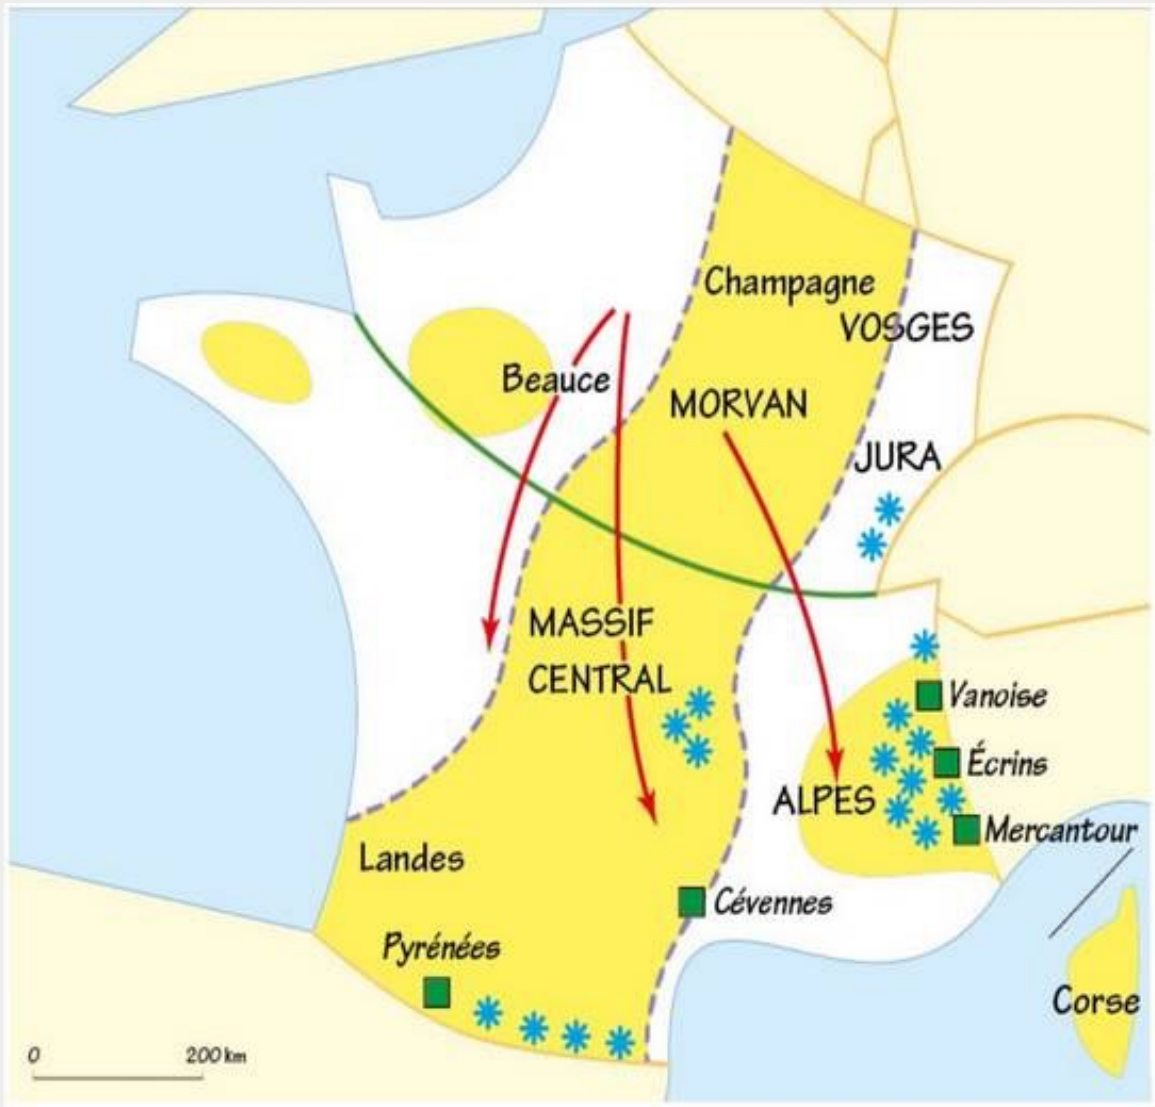 Champagne
VOSGES
Beauce
MORVAN
JURA
MASSIF
CENTRAL
Vanoise
Écrins
ALPES
Mercantour
Landes
Cévennes
Pyrénées
Corse
0 200 km